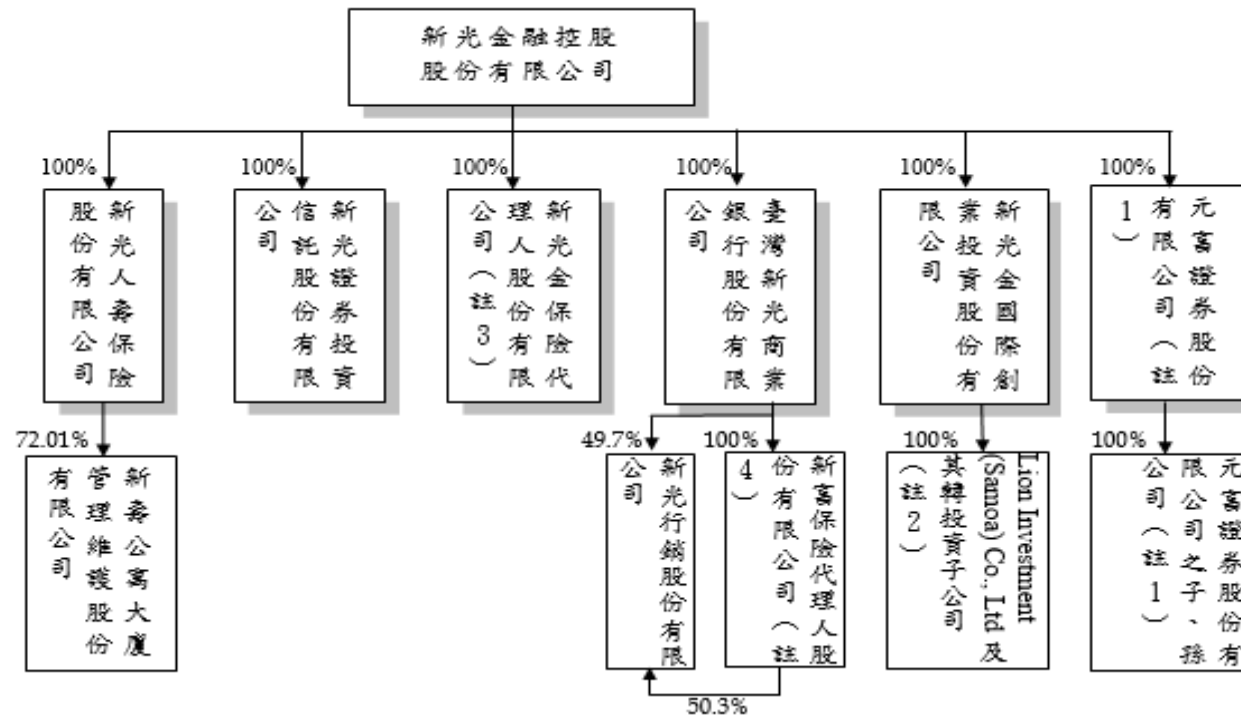 新光金融控股
股份有限公司
100%
100%
100%
100%
100%
100%
新光人壽保險
股份有限公司
新光證券投資
信託股份有限
公司
新光金保險代
理人股份有限
公司（註3）
臺灣新光商業
銀行股份有限
公司
新光金國際創
業投資股份有
限公司
元富證券股份
有限公司（註
1）
72.01%
49.7%
100%
100%
100%
新壽公寓大廈
管理維護股份
有限公司
新光行銷股份有限
公司
新富保險代理人股
份有限公司（註
4）
Lion Investment
(Samoa) Co., Ltd 及
其轉投資子公司
（註2）
元富證券股份有
限公司之子、孫
公司（註1）
50.3%